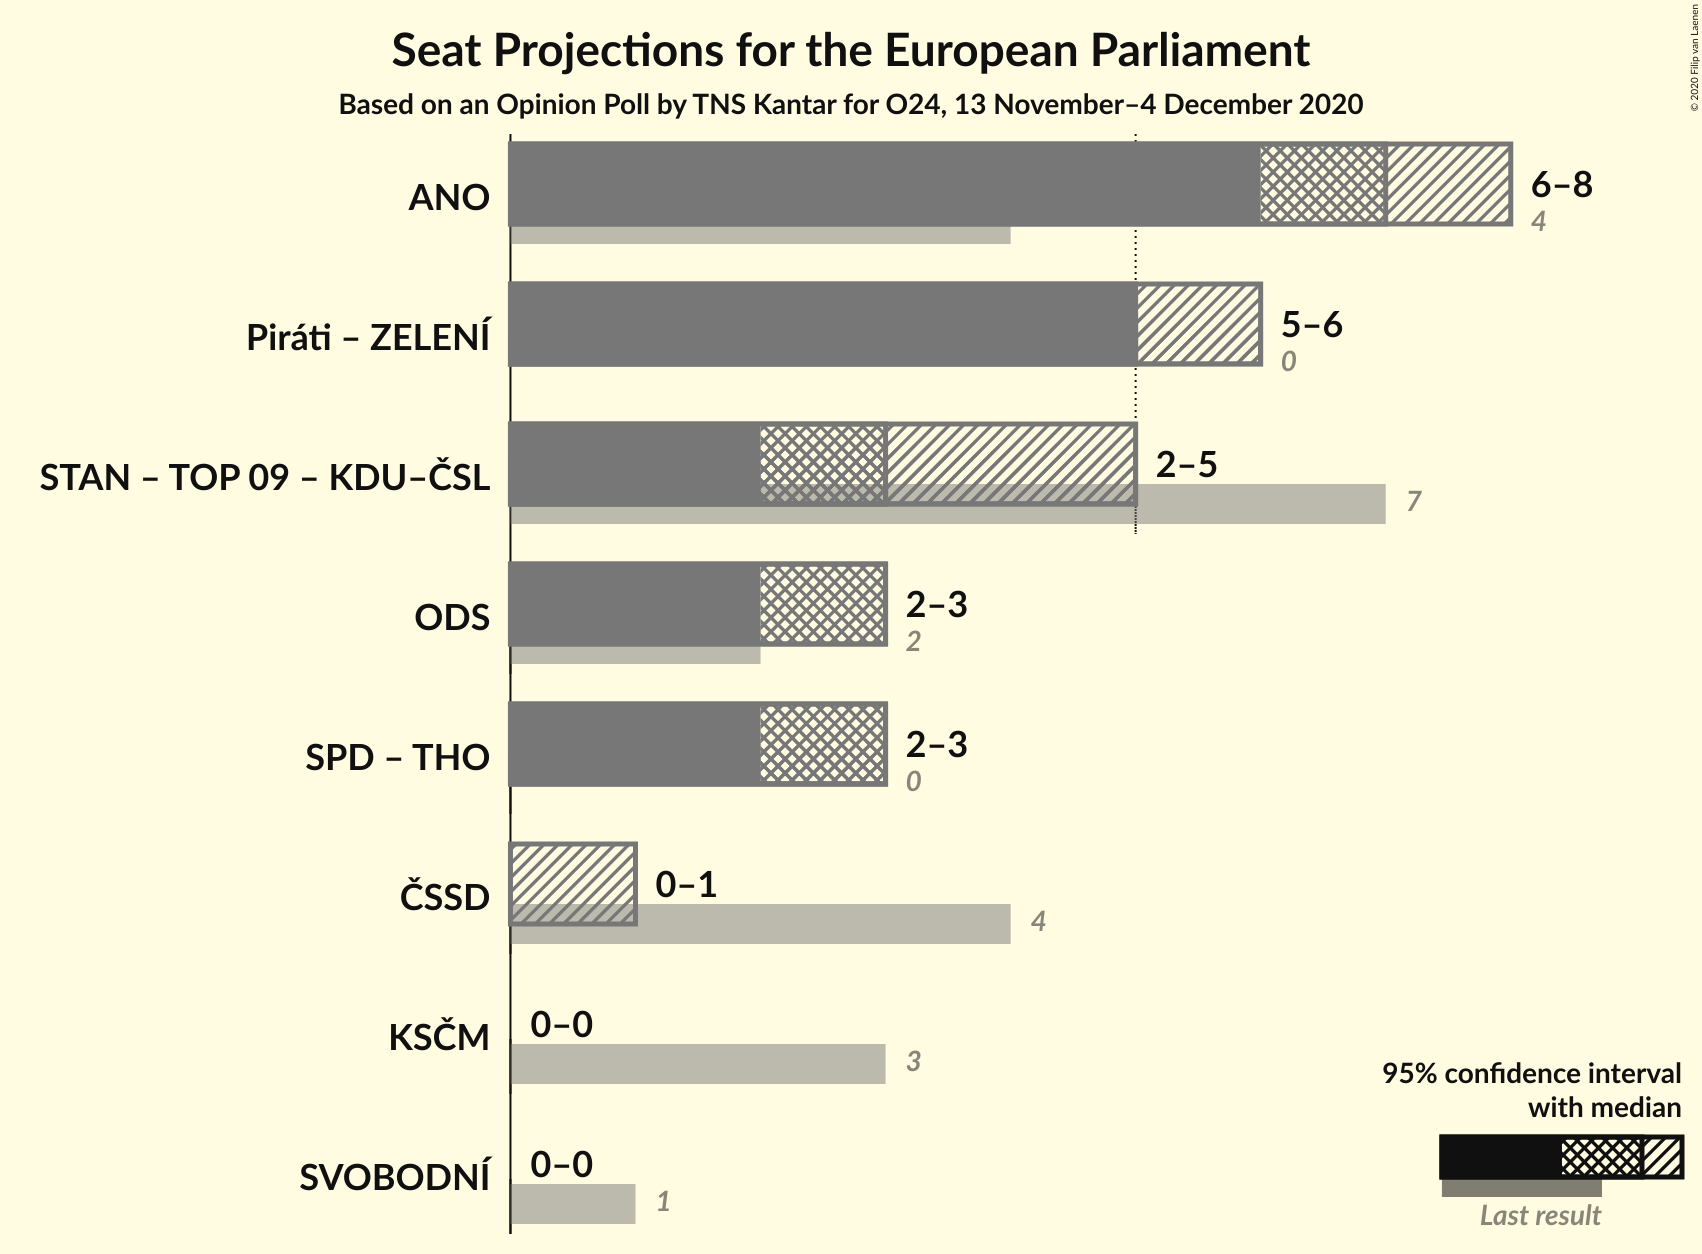 Seat Projections for the European Parliament
Based on an Opinion Poll by TNS Kantar for O24, 13 November–4 December 2020
© 2020 Filip van Laenen
ANO
6–8
4
Piráti – ZELENÍ
5–6
0
STAN – TOP 09 – KDU–ČSL
2–5
7
ODS
2–3
2
SPD – THO
2–3
0
ČSSD
0–1
4
KSČM
0–0
3
SVOBODNÍ
0–0
1
95% confidence interval
with median
Last result